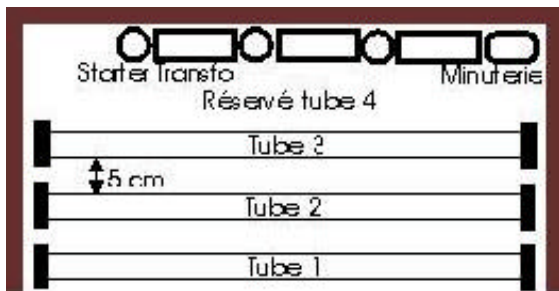 Starter Transfo Minuterie
Réservé tube 4
Tube 3
5 cm
Tube 2
Tube 1